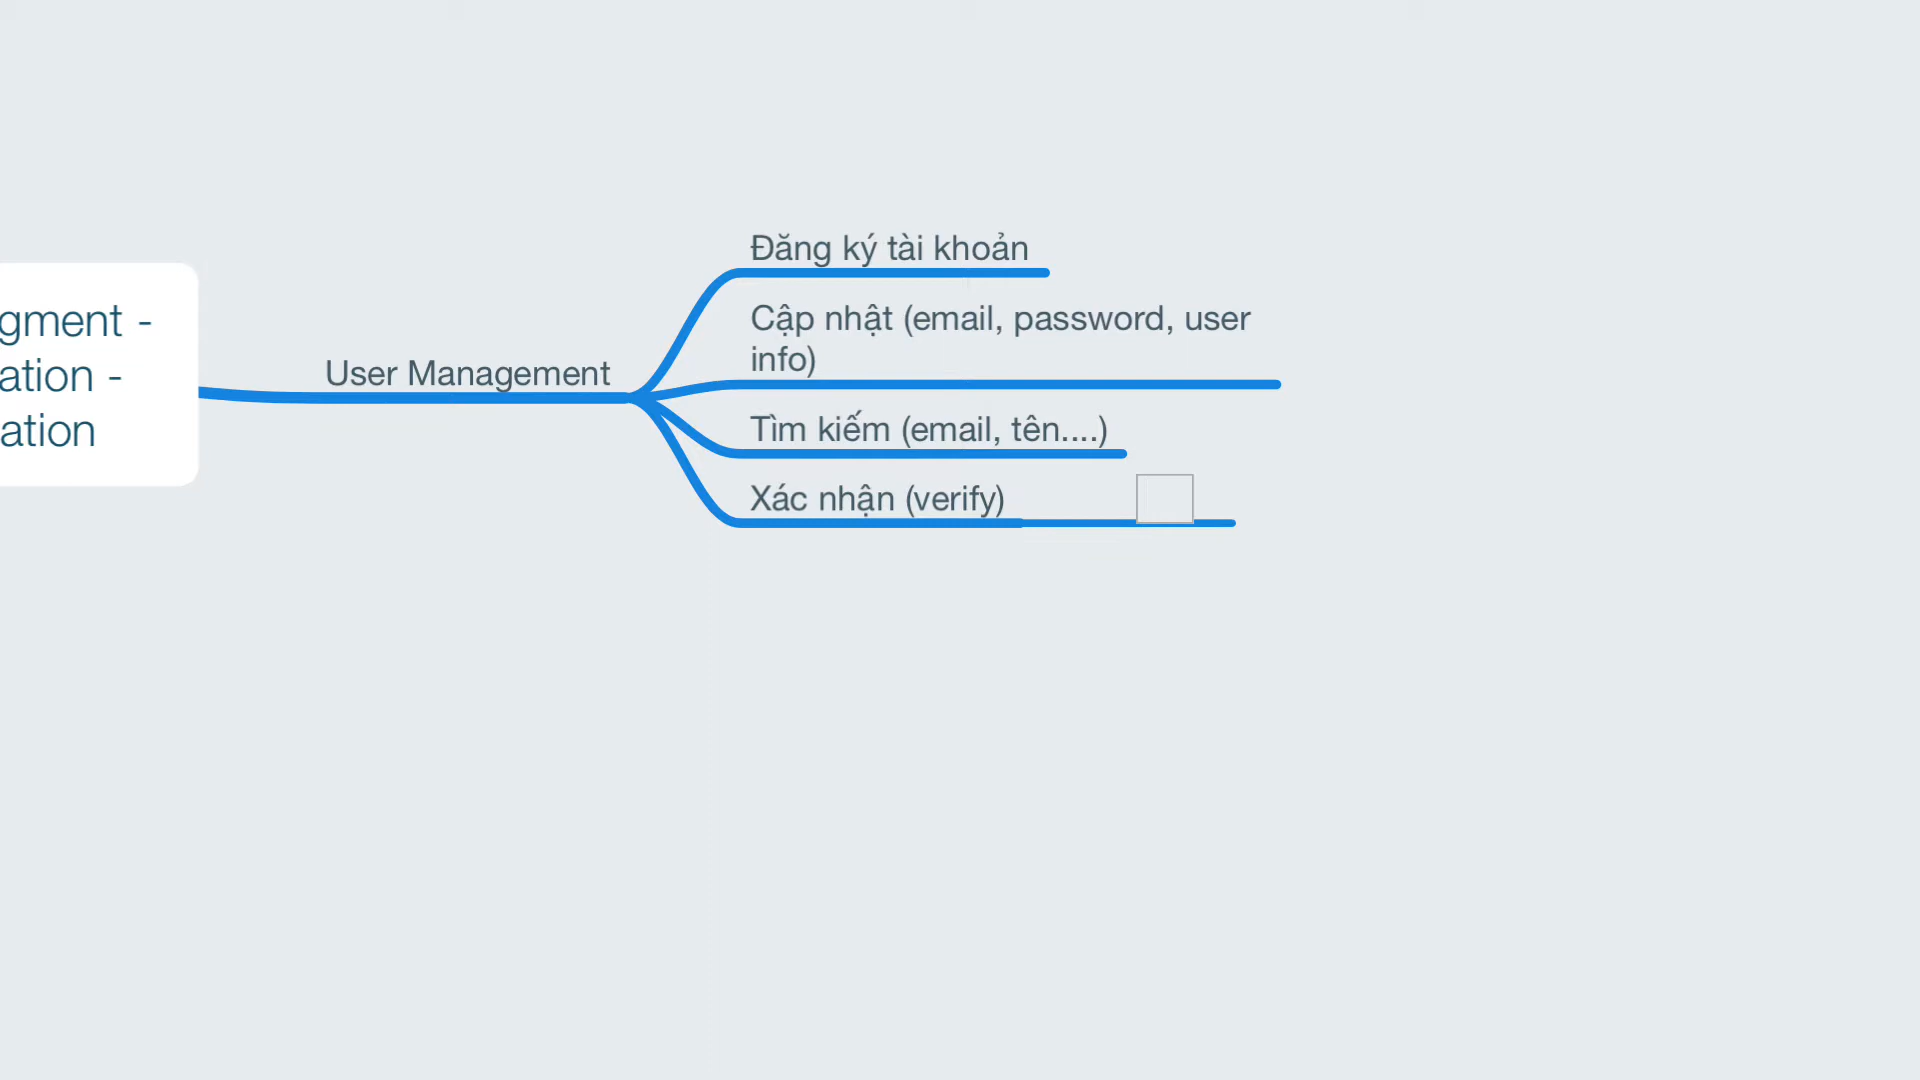 gment -
ation -
ation
User Management
Đăng ký tài khoản
Cập nhật (email, password, user
info)
Tìm kiếm (email, tên....)
Xác nhận (verify)